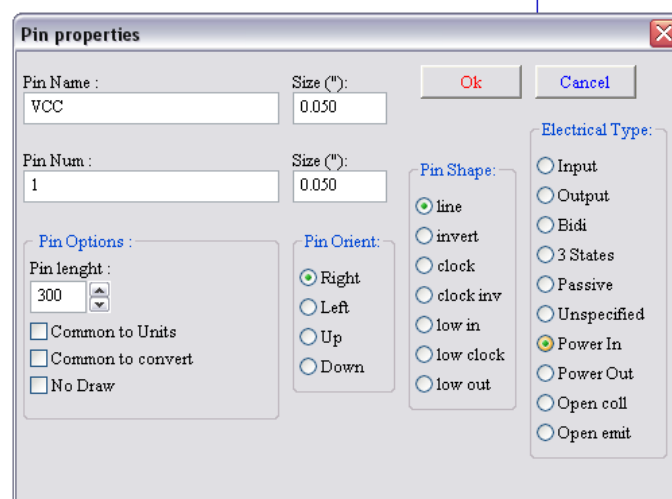 Pin properties
Pin Name :
VCC
Size ("):
0.050
Ok
Cancel
Pin Num :
1
Size ("):
0.050
Pin Options :
Pin lenght :
300
Common to Units
Common to convert
No Draw
Pin Orient:
Right
Left
Up
Down
Pin Shape:
line
invert
clock
clock inv
low in
low clock
low out
Electrical Type:
Input
Output
Bidi
3 States
Passive
Unspecified
Power In
Power Out
Open coll
Open emit